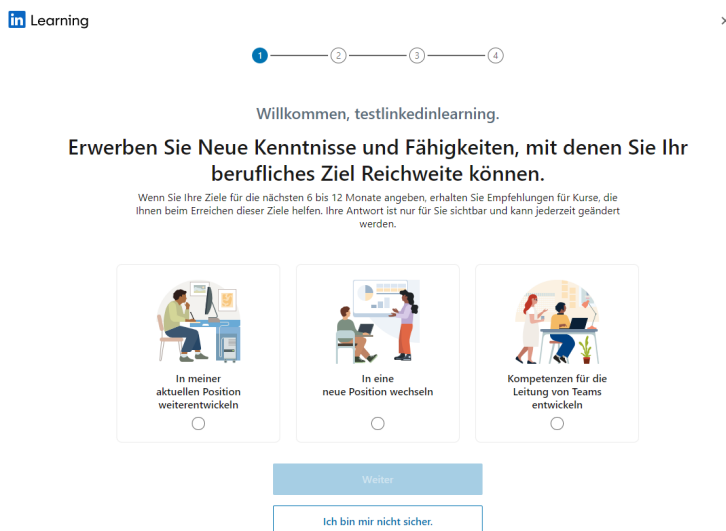 in Learning
1 2 3 4
Willkommen, testlinkedinlearning.
Erwerben Sie Neue Kenntnisse und Fähigkeiten, mit denen Sie Ihr
berufliches Ziel Reichweite können.
Wenn Sie Ihre Ziele für die nächsten 6 bis 12 Monate angeben, erhalten Sie Empfehlungen für Kurse, die
Ihnen beim Erreichen dieser Ziele helfen. Ihre Antwort ist nur für Sie sichtbar und kann jederzeit geändert
werden.
In meiner
aktuellen Position
weiterentwickeln
In eine
neue Position wechseln
Kompetenzen für die
Leitung von Teams
entwickeln
Weiter
Ich bin mir nicht sicher.